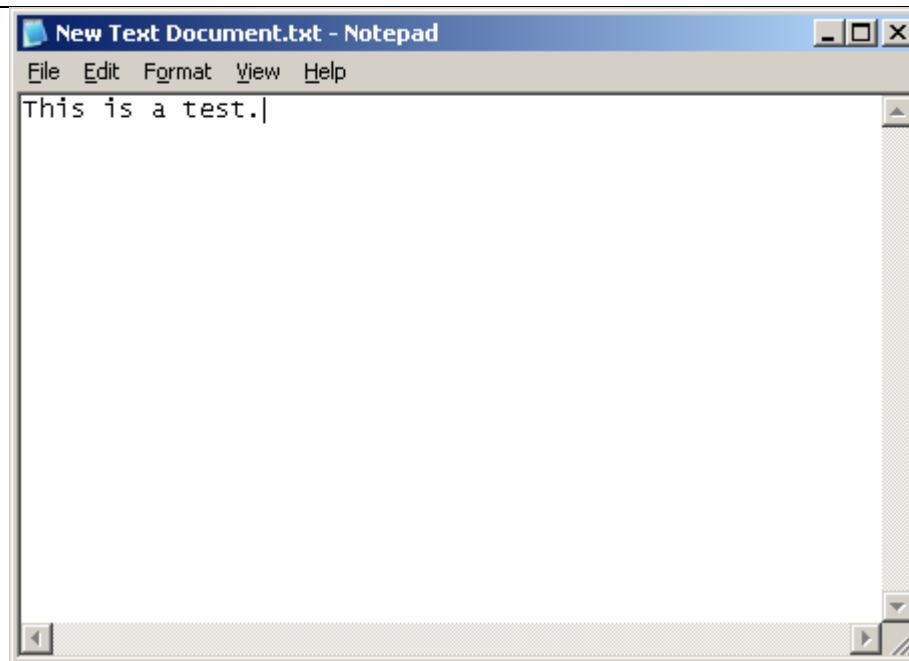 New Text Document.txt - Notepad
File Edit Format View Help
This is a test.